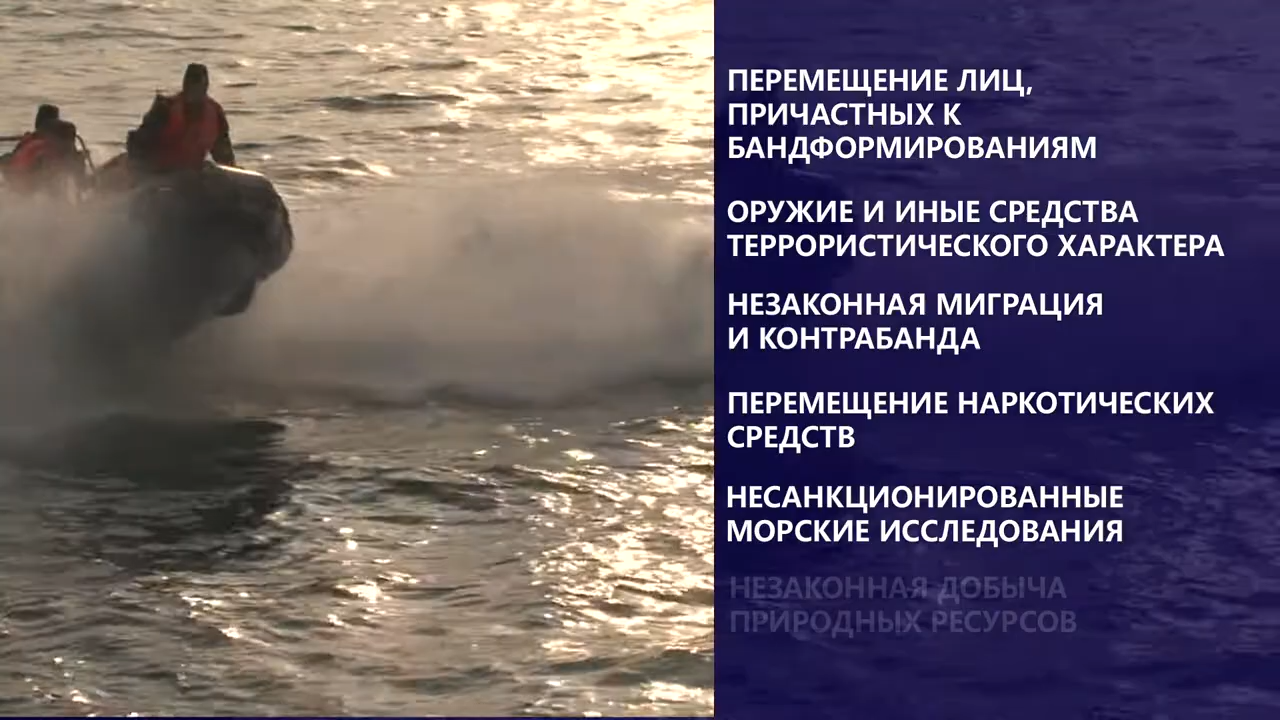 ПЕРЕМЕЩЕНИЕ ЛИЦ,
ПРИЧАСТНЫХ К
БАНДФОРМИРОВАНИЯМ
ОРУЖИЕ И ИНЫЕ СРЕДСТВА
ТЕРРОРИСТИЧЕСКОГО ХАРАКТЕРА
НЕЗАКОННАЯ МИГРАЦИЯ
И КОНТРАБАНДА
ПЕРЕМЕЩЕНИЕ НАРКОТИЧЕСКИХ
СРЕДСТВ
НЕСАНКЦИОНИРОВАННЫЕ
МОРСКИЕ ИССЛЕДОВАНИЯ
НЕЗАКОННАЯ ДОБЫЧА
ПРИРОДНЫХ РЕСУРСОВ